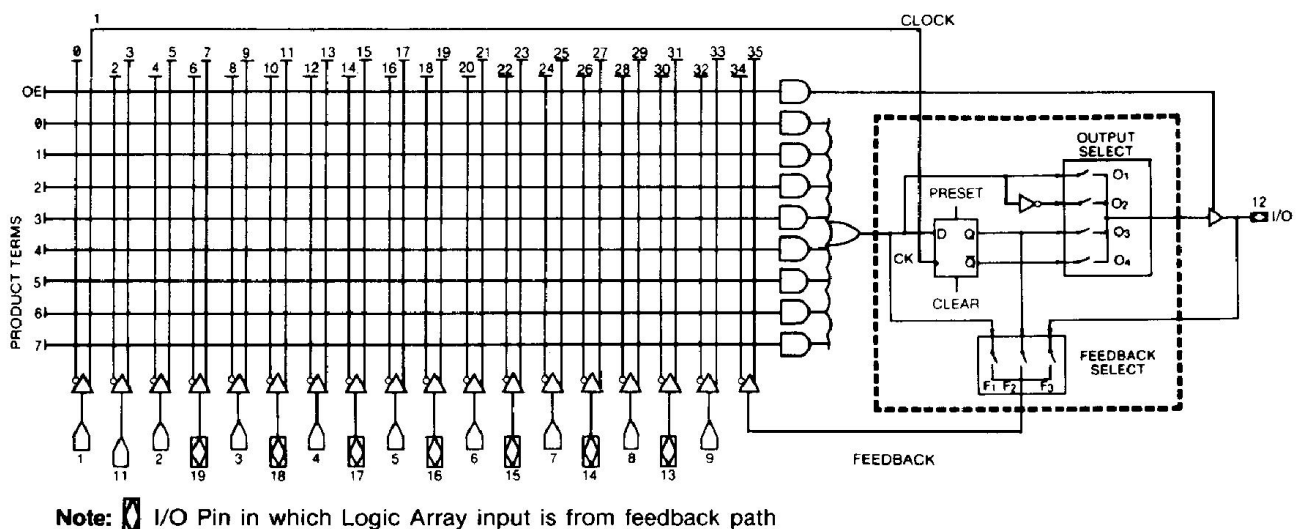 1 CLOCK
0 3 5 7 9 11 13 15 17 19 21 23 25 27 29 31 33 35
2 4 6 8 10 12 14 16 18 20 22 24 26 28 30 32 34
OE
0
1
2
3
4
5
6
7
PRODUCT TERMS
OUTPUT
SELECT
O1
O2
O3
O4
PRESET
D Q
CK Q̅
CLEAR
12
I/O
FEEDBACK
SELECT
F1 F2 F3
FEEDBACK
1 2 3 4 5 6 7 8 9
11 19 18 17 16 15 14 13
Note: I/O Pin in which Logic Array input is from feedback path